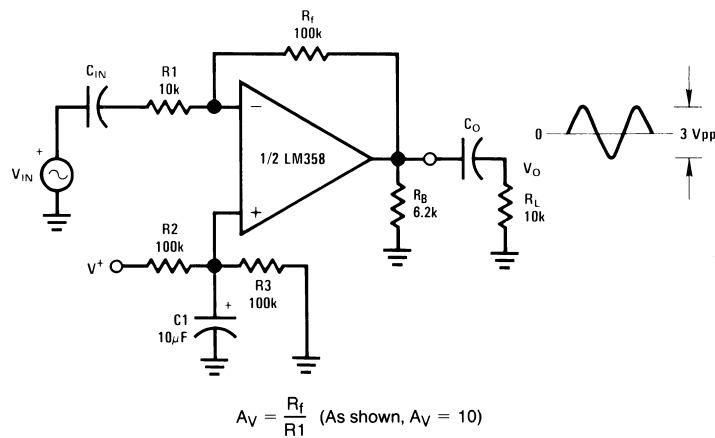 Rf
100k
CIN
R1
10k
CO
−
0
3 Vpp
1/2 LM358
+
VIN
VO
RB
6.2k
RL
10k
+
R2
100k
V+
R3
100k
+
C1
10µF
AV = Rf / R1 (As shown, AV = 10)